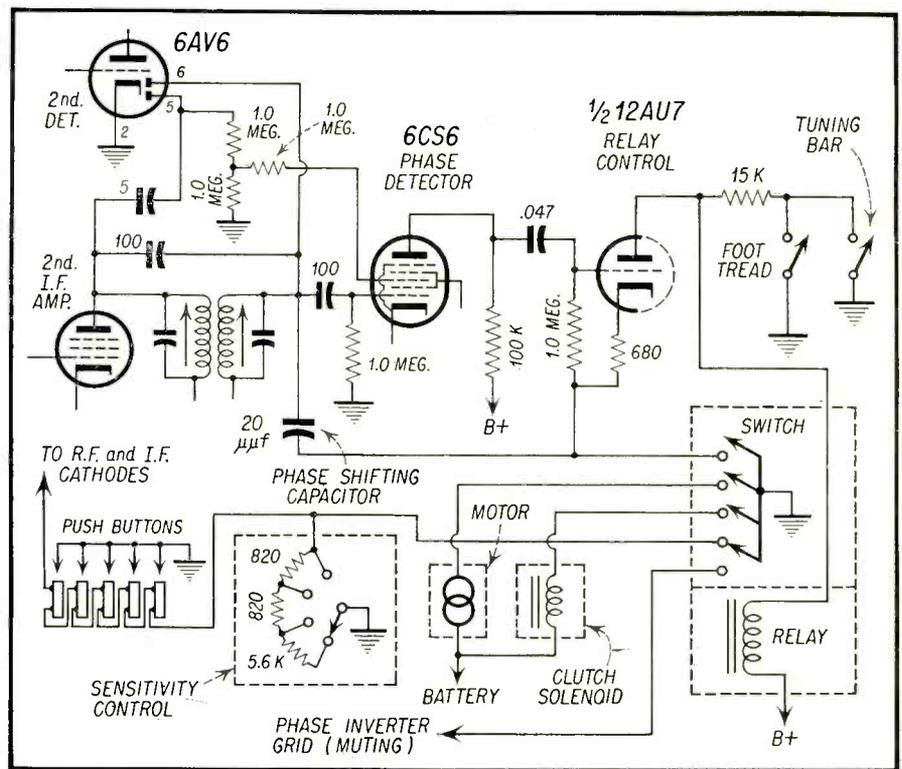 6AV6
6
5
2nd.
DET.
2
1.0
MEG.
1.0
MEG.
1.0
MEG.
6CS6
PHASE
DETECTOR
½ 12AU7
RELAY
CONTROL
TUNING
BAR
15 K
FOOT
TREAD
5
100
2nd.
I.F.
AMP.
100
.047
1.0 MEG.
100 K
1.0 MEG.
680
B+
20
μμf
PHASE SHIFTING
CAPACITOR
SWITCH
TO R.F. and I.F.
CATHODES
PUSH BUTTONS
820
820
5.6 K
SENSITIVITY
CONTROL
MOTOR
BATTERY
CLUTCH
SOLENOID
RELAY
B+
PHASE INVERTER
GRID (MUTING)